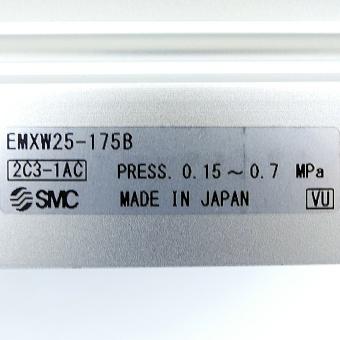 EMXW25-175B
2C3-1AC PRESS. 0.15～0.7 MPa
SMC MADE IN JAPAN VU